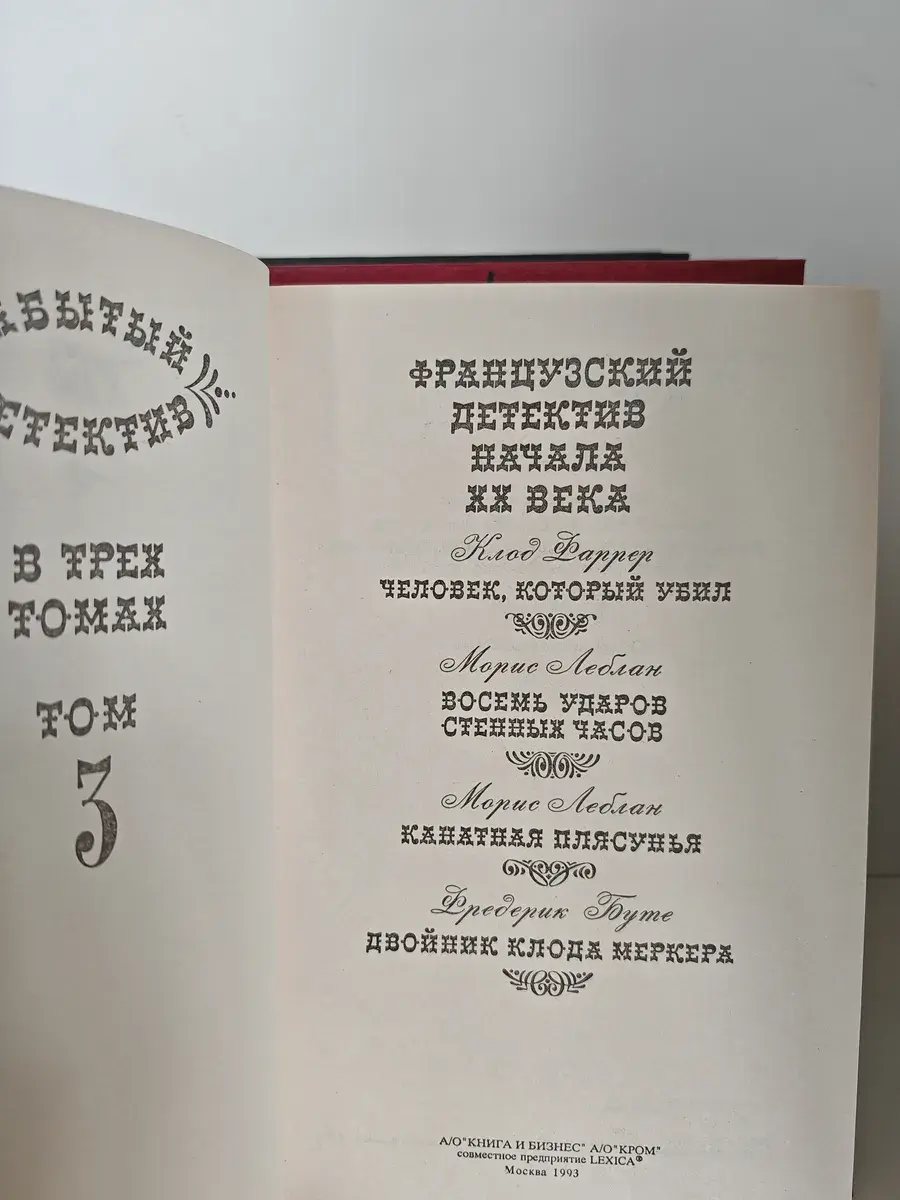 АБЫТЫЙ
ЕТЕКТИВ
В ТРЕХ
ТОМАХ
ТОМ
3
ФРАНЦУЗСКИЙ
ДЕТЕКТИВ
НАЧАЛА
XX ВЕКА
Клод Фаррер
ЧЕЛОВЕК, КОТОРЫЙ УБИЛ
Морис Леблан
ВОСЕМЬ УДАРОВ
СТЕННЫХ ЧАСОВ
Морис Леблан
КАНАТНАЯ ПЛЯСУНЬЯ
Фредерик Буте
ДВОЙНИК КЛОДА МЕРКЕРА
А/О"КНИГА И БИЗНЕС" А/О"КРОМ"
совместное предприятие LEXICA®
Москва 1993